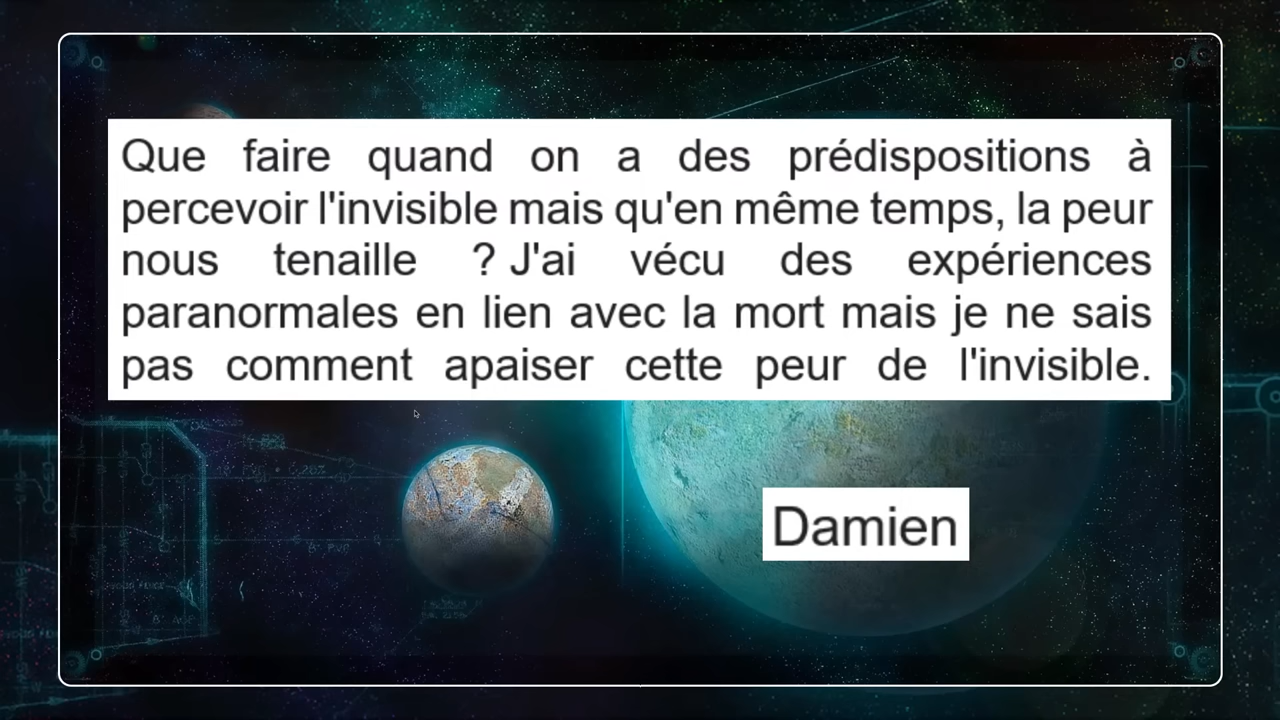 Que faire quand on a des prédispositions à
percevoir l'invisible mais qu'en même temps, la peur
nous tenaille ? J'ai vécu des expériences
paranormales en lien avec la mort mais je ne sais
pas comment apaiser cette peur de l'invisible.
Damien